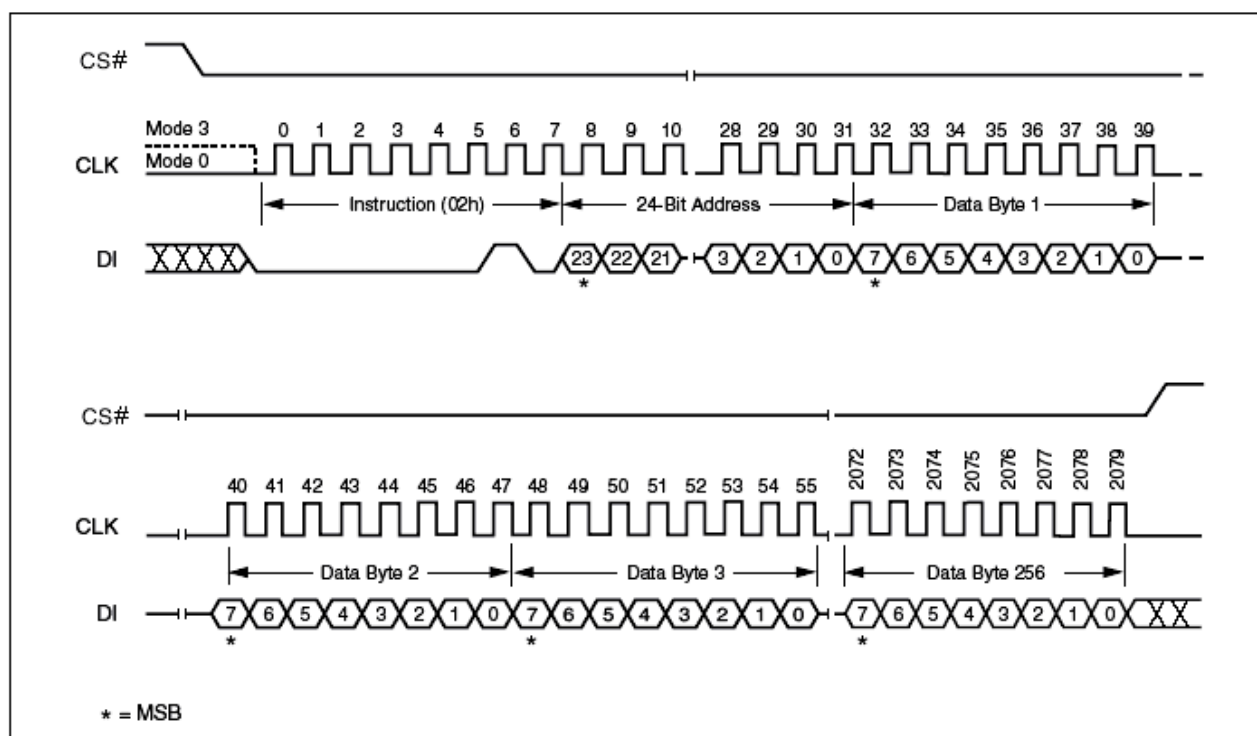 CS#
Mode 3
0 1 2 3 4 5 6 7 8 9 10 28 29 30 31 32 33 34 35 36 37 38 39
CLK
Mode 0
Instruction (02h) 24-Bit Address Data Byte 1
DI 23 22 21 3 2 1 0 7 6 5 4 3 2 1 0
* *
CS#
40 41 42 43 44 45 46 47 48 49 50 51 52 53 54 55 2072 2073 2074 2075 2076 2077 2078 2079
CLK
Data Byte 2 Data Byte 3 Data Byte 256
DI 7 6 5 4 3 2 1 0 7 6 5 4 3 2 1 0 7 6 5 4 3 2 1 0
* * *
* = MSB